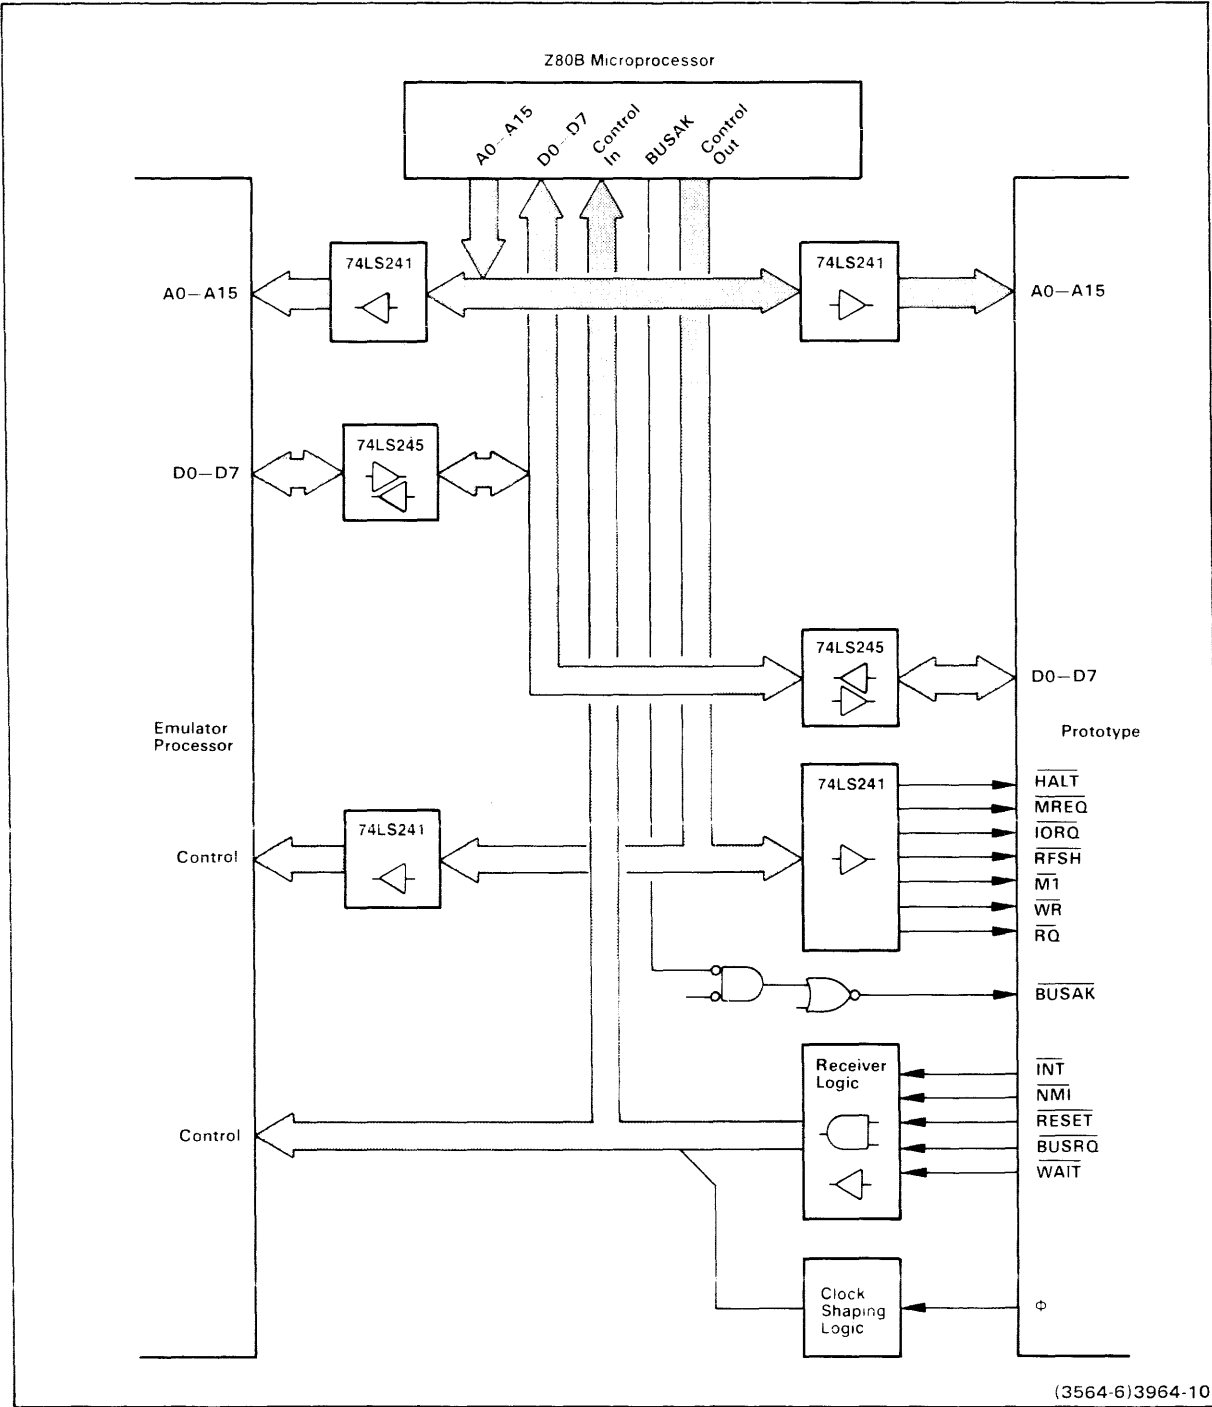 Z80B Microprocessor
A0—A15
D0—D7
Control
In
BUSAK
Control
Out
74LS241
74LS241
A0—A15
A0—A15
74LS245
D0—D7
74LS245
D0—D7
Emulator
Processor
Prototype
74LS241
HALT
MREQ
74LS241
IORQ
Control
RFSH
M1
WR
RQ
BUSAK
Receiver
Logic
INT
NMI
RESET
Control
BUSRQ
WAIT
Clock
Shaping
Logic
Φ
(3564-6)3964-10